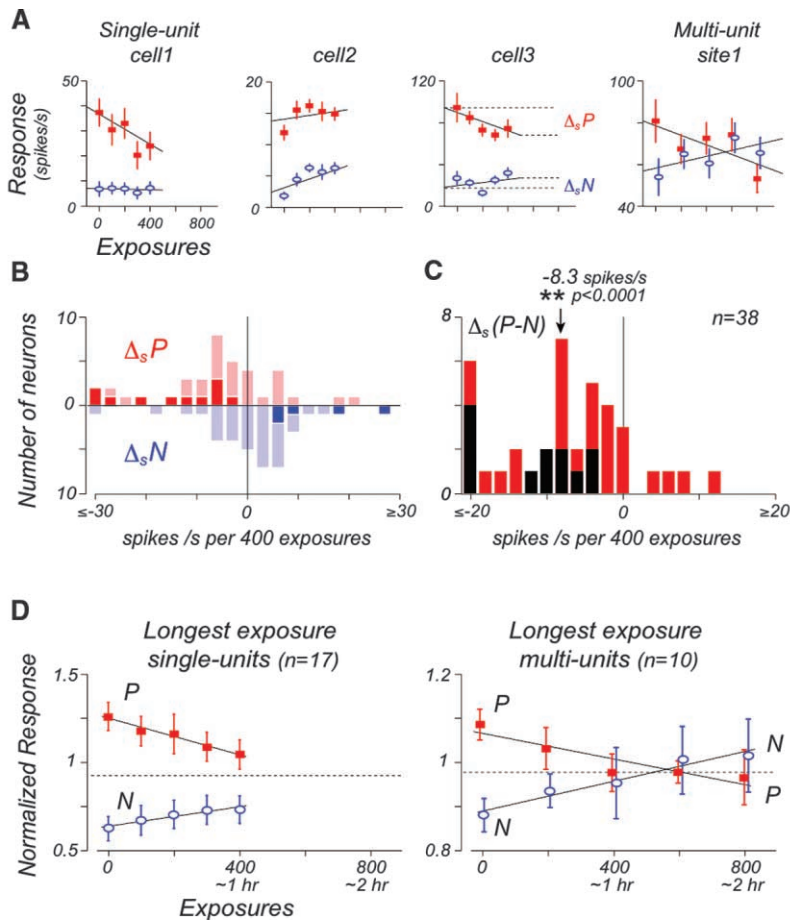 A
Single-unit
cell1
cell2
cell3
Multi-unit
site1
Response
(spikes/s)
50
0
0
400
800
20
0
120
0
ΔsP
ΔsN
100
40
Exposures
B
Number of neurons
10
0
10
ΔsP
ΔsN
≤-30
0
≥30
spikes /s per 400 exposures
C
-8.3 spikes/s
** p<0.0001
Δs(P-N)
n=38
8
4
0
≤-20
0
≥20
spikes /s per 400 exposures
D
Longest exposure
single-units (n=17)
Normalized Response
1.5
1
0.5
P
N
0
400
800
~1 hr
~2 hr
Exposures
Longest exposure
multi-units (n=10)
1.2
1
0.8
P
N
N
P
0
400
800
~1 hr
~2 hr